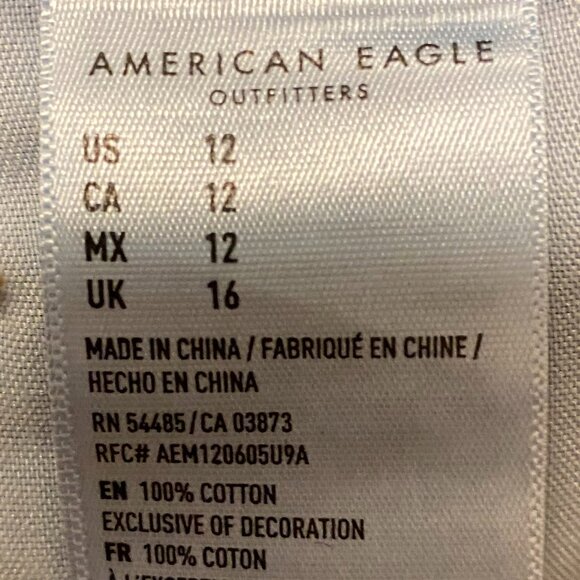 AMERICAN EAGLE
OUTFITTERS
US 12
CA 12
MX 12
UK 16
MADE IN CHINA / FABRIQUÉ EN CHINE /
HECHO EN CHINA
RN 54485/CA 03873
RFC# AEM120605U9A
EN 100% COTTON
EXCLUSIVE OF DECORATION
FR 100% COTON